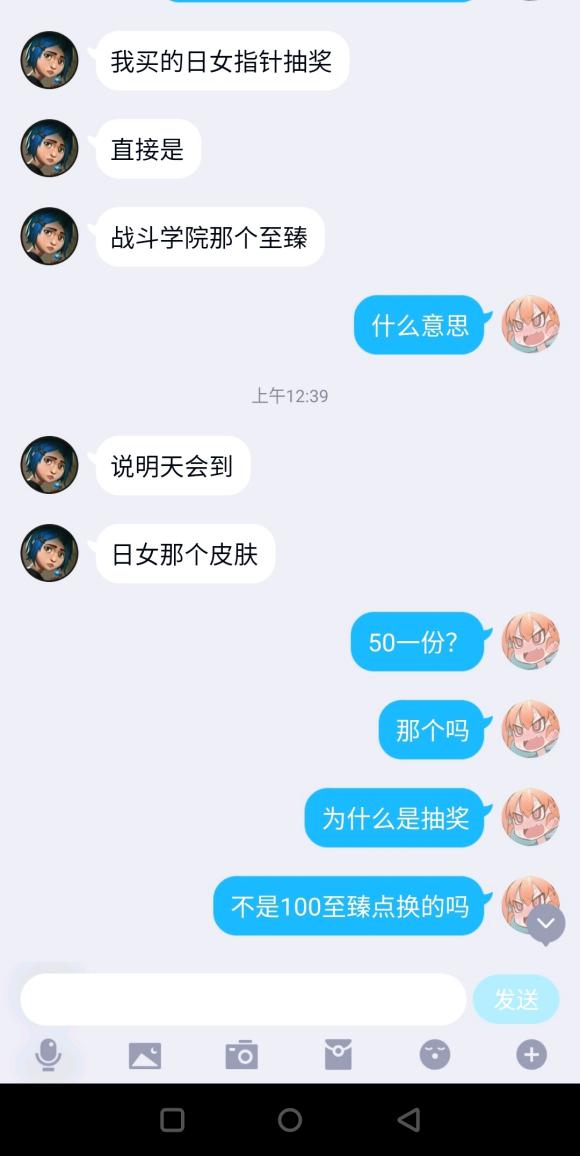 我买的日女指针抽奖
直接是
战斗学院那个至臻
什么意思
上午12:39
说明天会到
日女那个皮肤
50一份？
那个吗
为什么是抽奖
不是100至臻点换的吗
发送